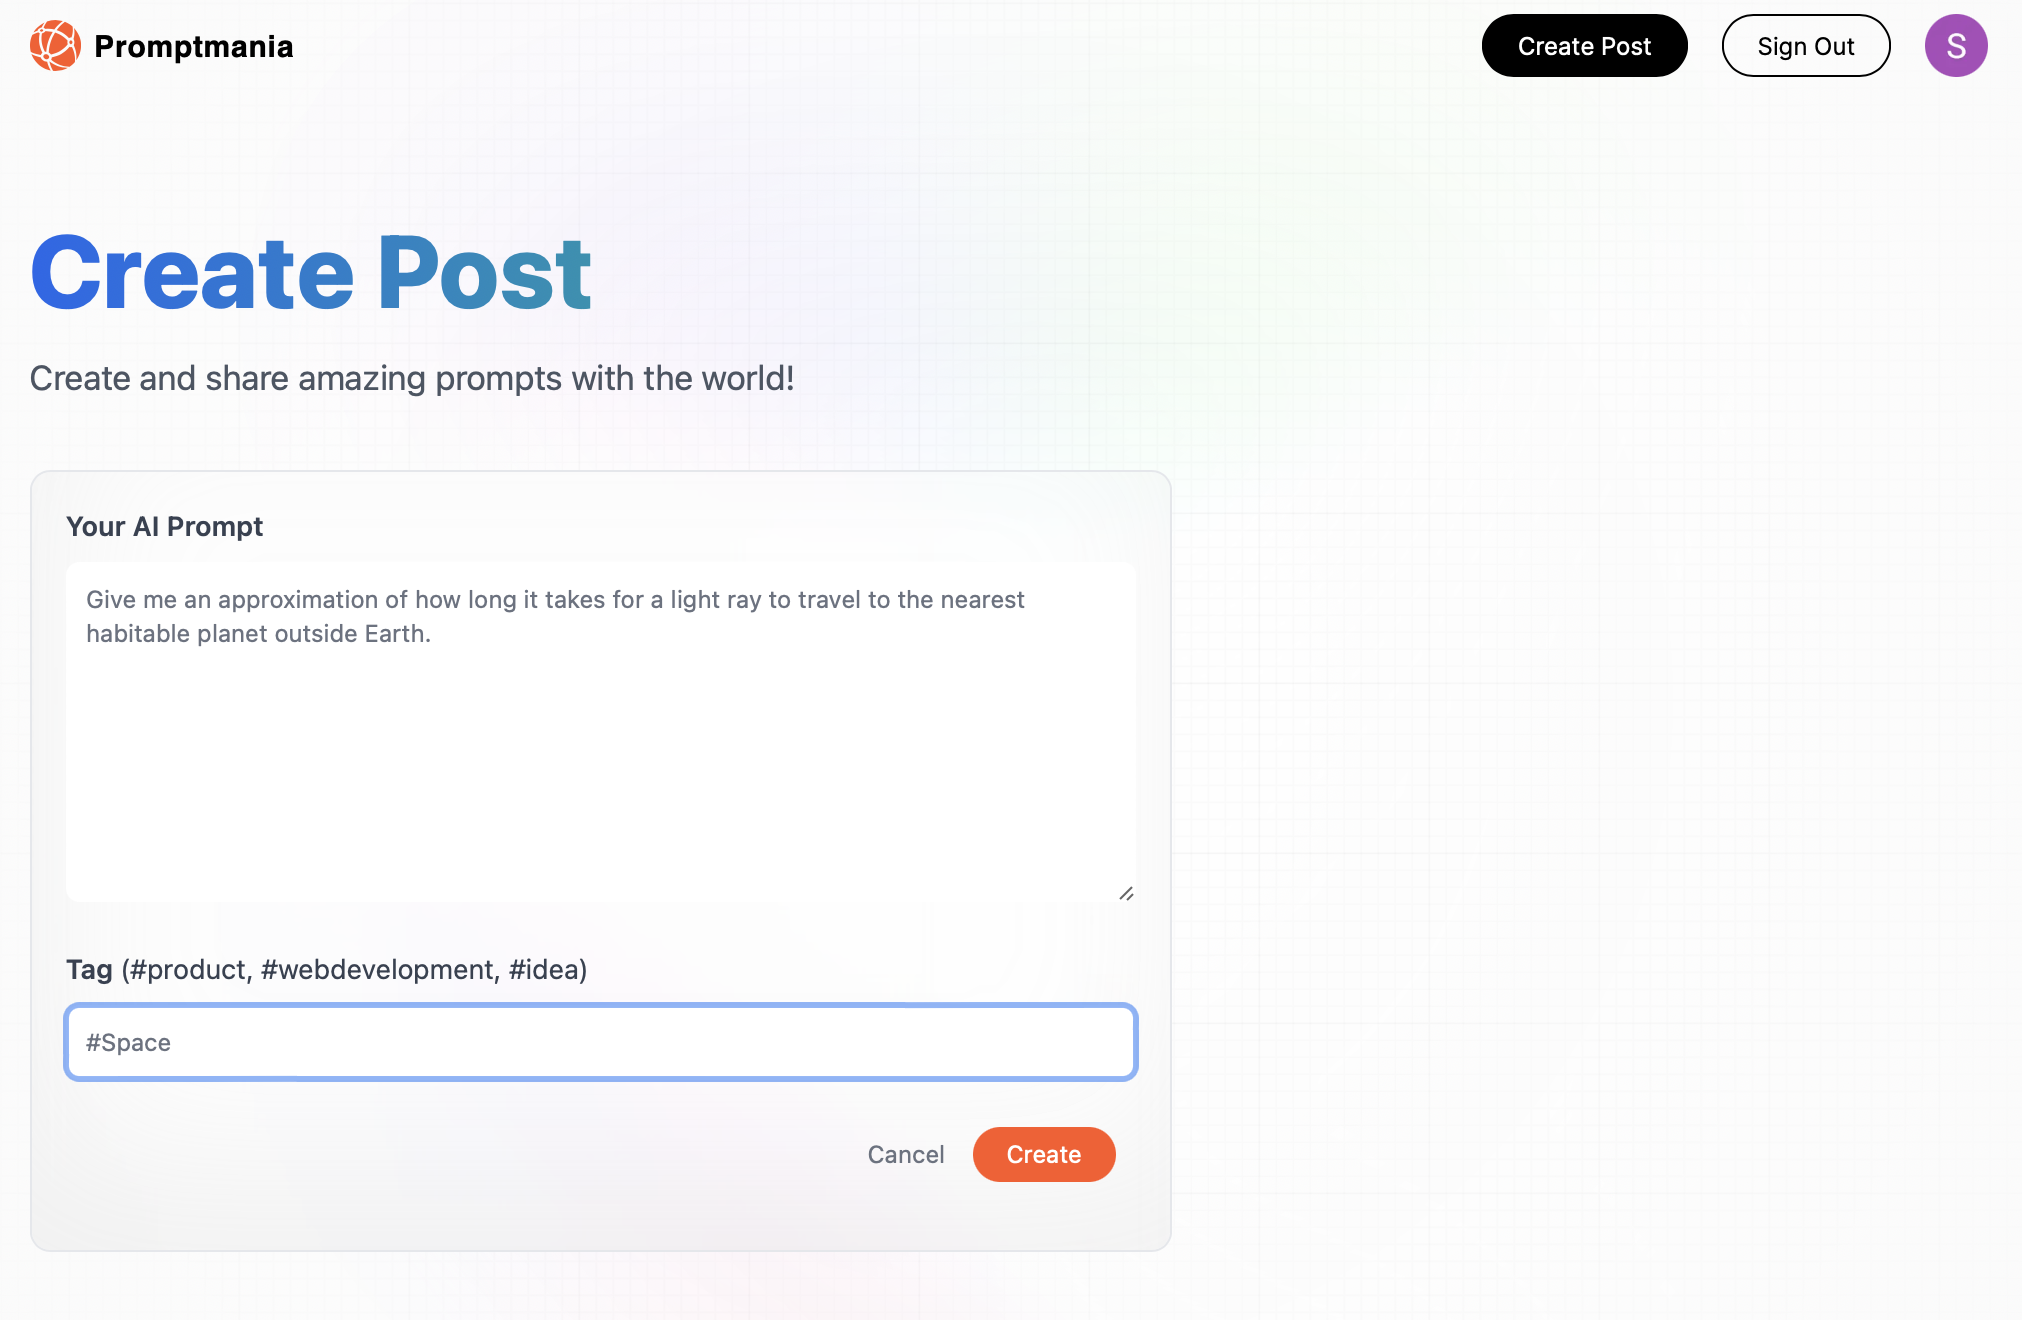 Promptmania
Create Post
Sign Out
S
Create Post
Create and share amazing prompts with the world!
Your AI Prompt
Give me an approximation of how long it takes for a light ray to travel to the nearest
habitable planet outside Earth.
Tag (#product, #webdevelopment, #idea)
#Space
Cancel
Create